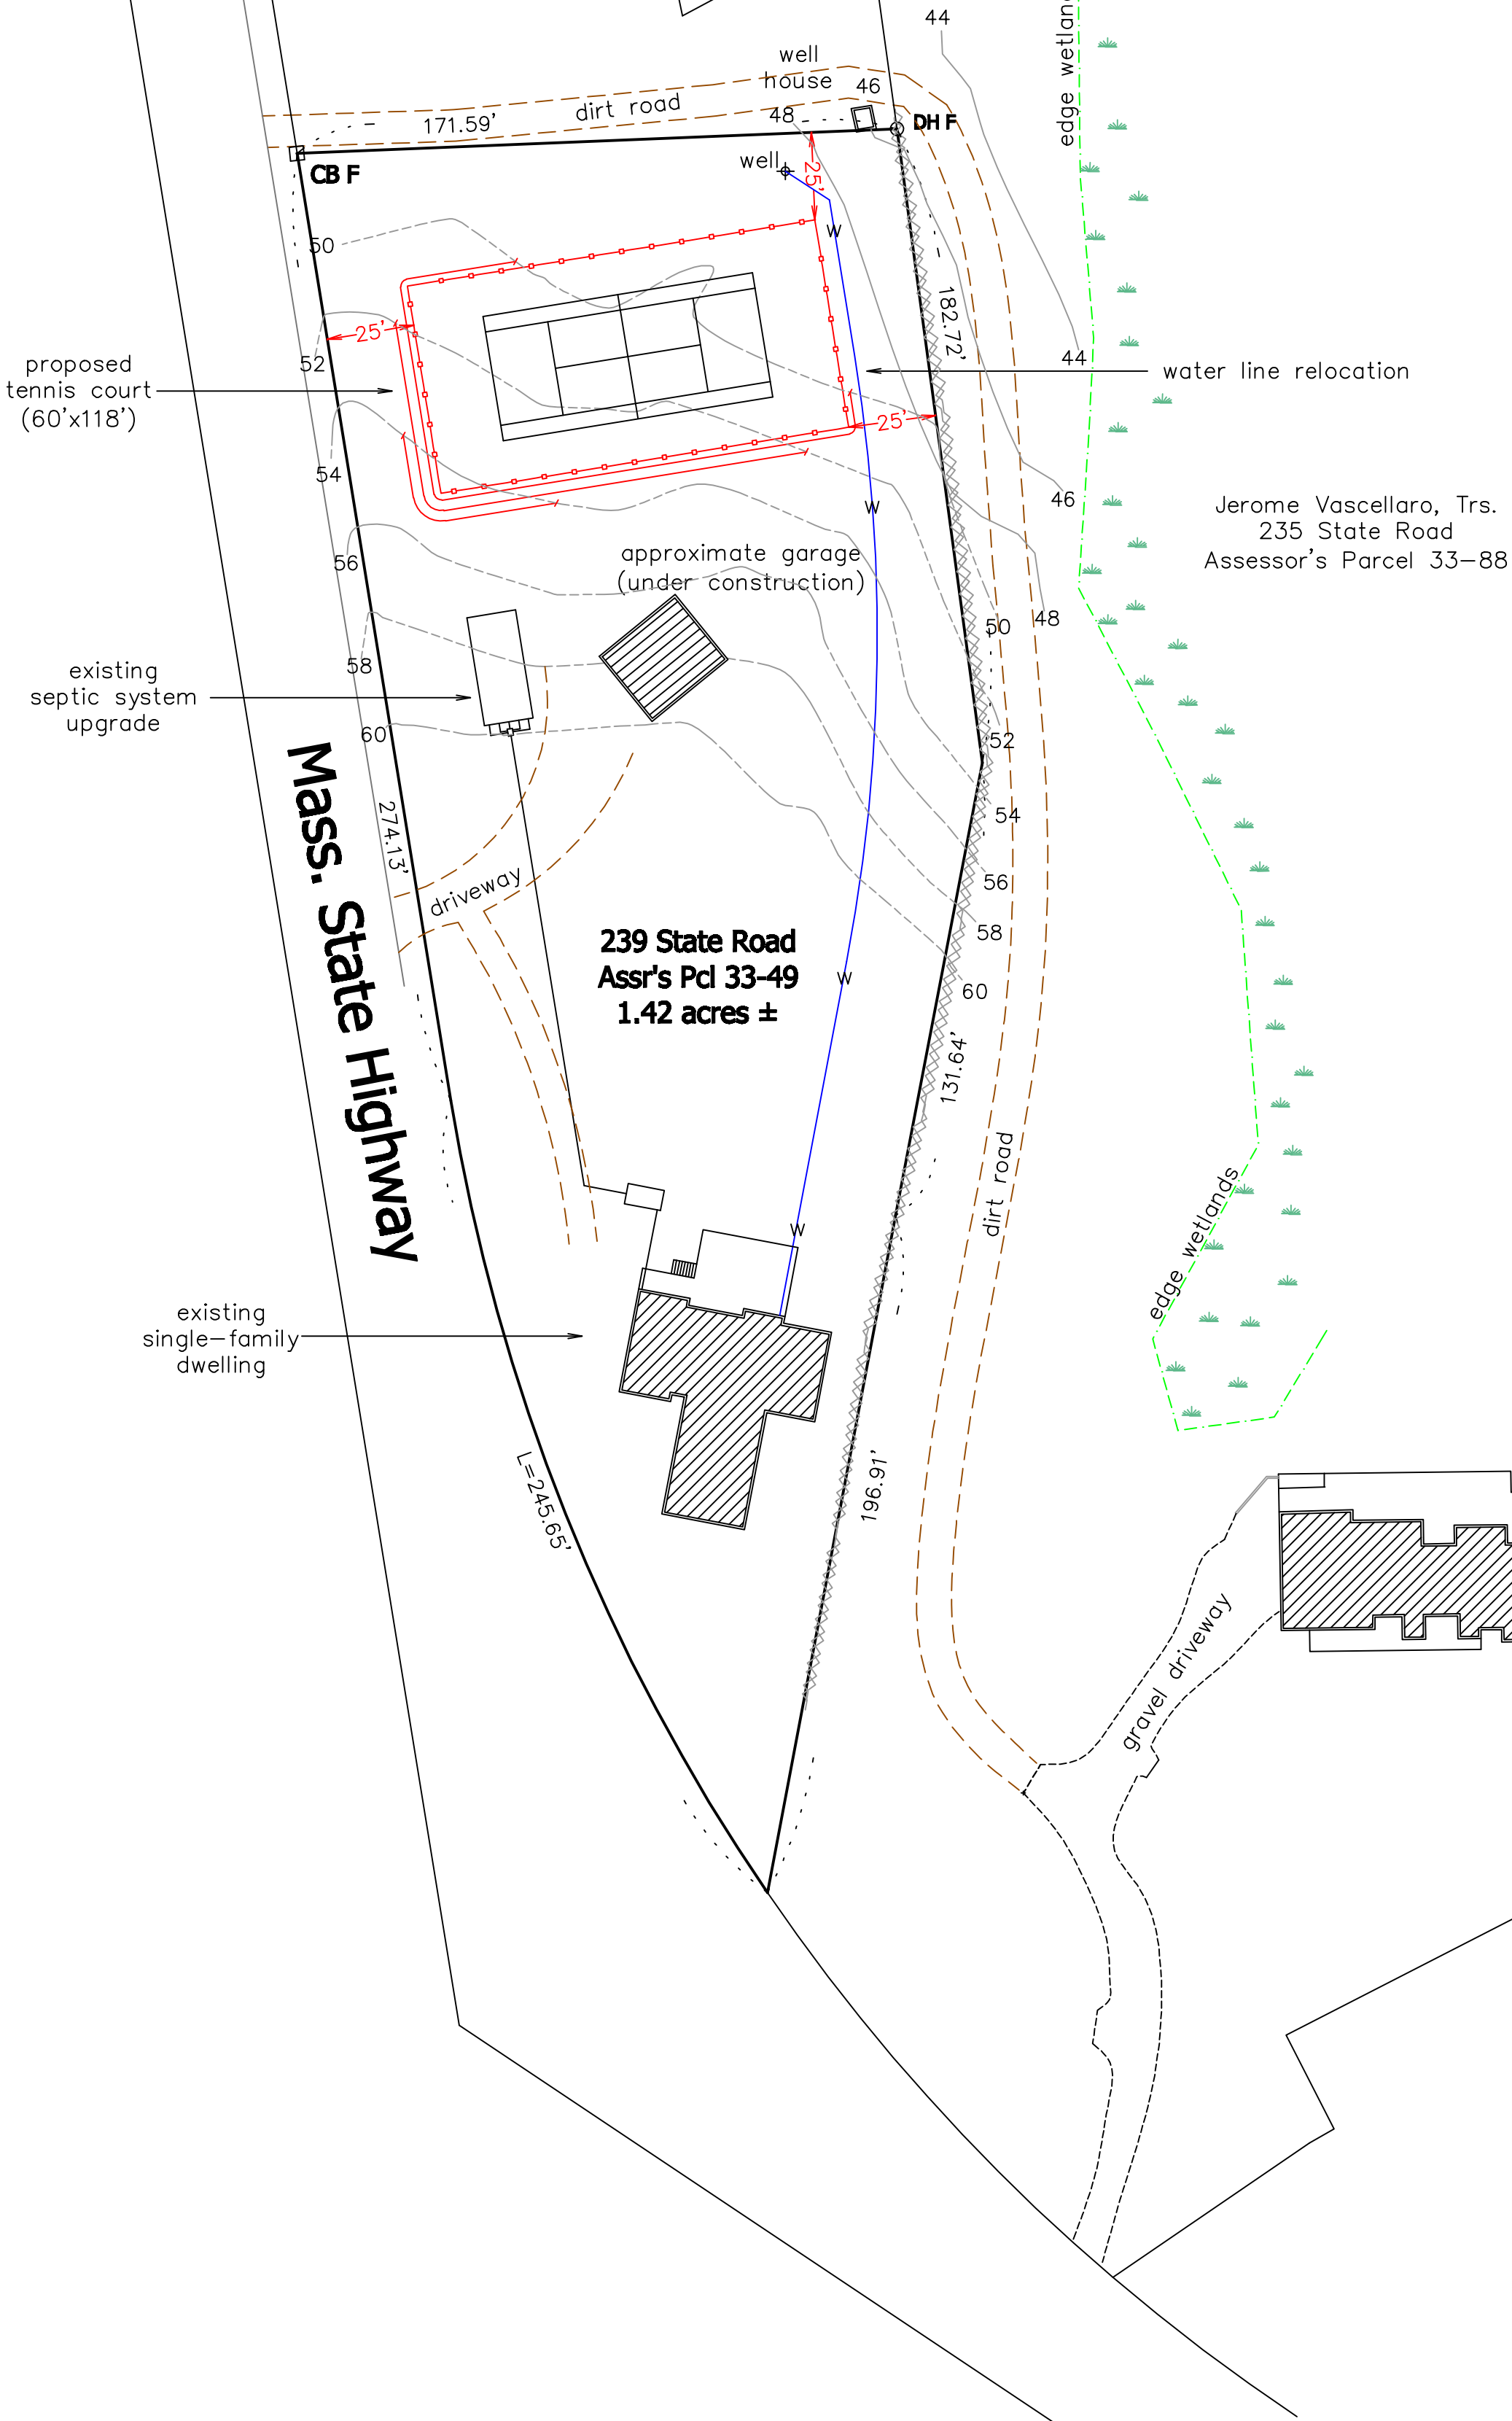 44
edge wetlan
well
house
46
dirt road
171.59'
48
DH F
CB F
well
25'
W
50
182.72'
25'
44
proposed
tennis court
(60'x118')
52
water line relocation
25'
54
46
W
Jerome Vascellaro, Trs.
235 State Road
Assessor's Parcel 33-88
approximate garage
(under construction)
56
48
50
existing
septic system
upgrade
58
60
52
Mass. State Highway
274.13'
54
driveway
56
58
239 State Road
Assr's Pcl 33-49
1.42 acres ±
W
60
131.64'
dirt road
edge wetlands
W
existing
single-family
dwelling
L=245.65'
196.91'
gravel driveway